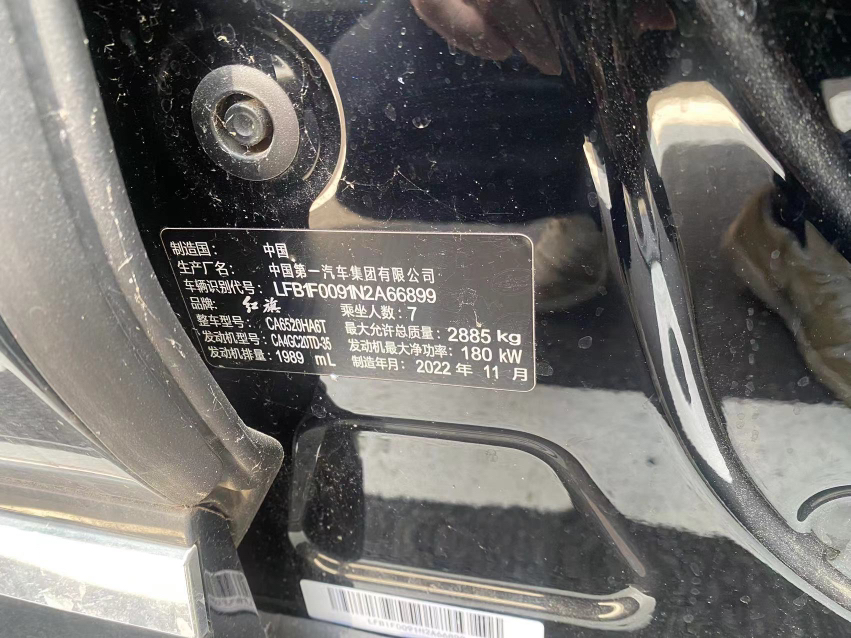 制造国: 中国
生产厂名: 中国第一汽车集团有限公司
车辆识别代号: LFB1F0091N2A66899
品牌: 红旗 乘坐人数: 7
整车型号: CA6520HA6T 最大允许总质量: 2885 kg
发动机型号: CA4GC20TD-35 发动机最大净功率: 180 kW
发动机排量: 1989 mL 制造年月: 2022 年 11 月
LFB1F0091N2A66899